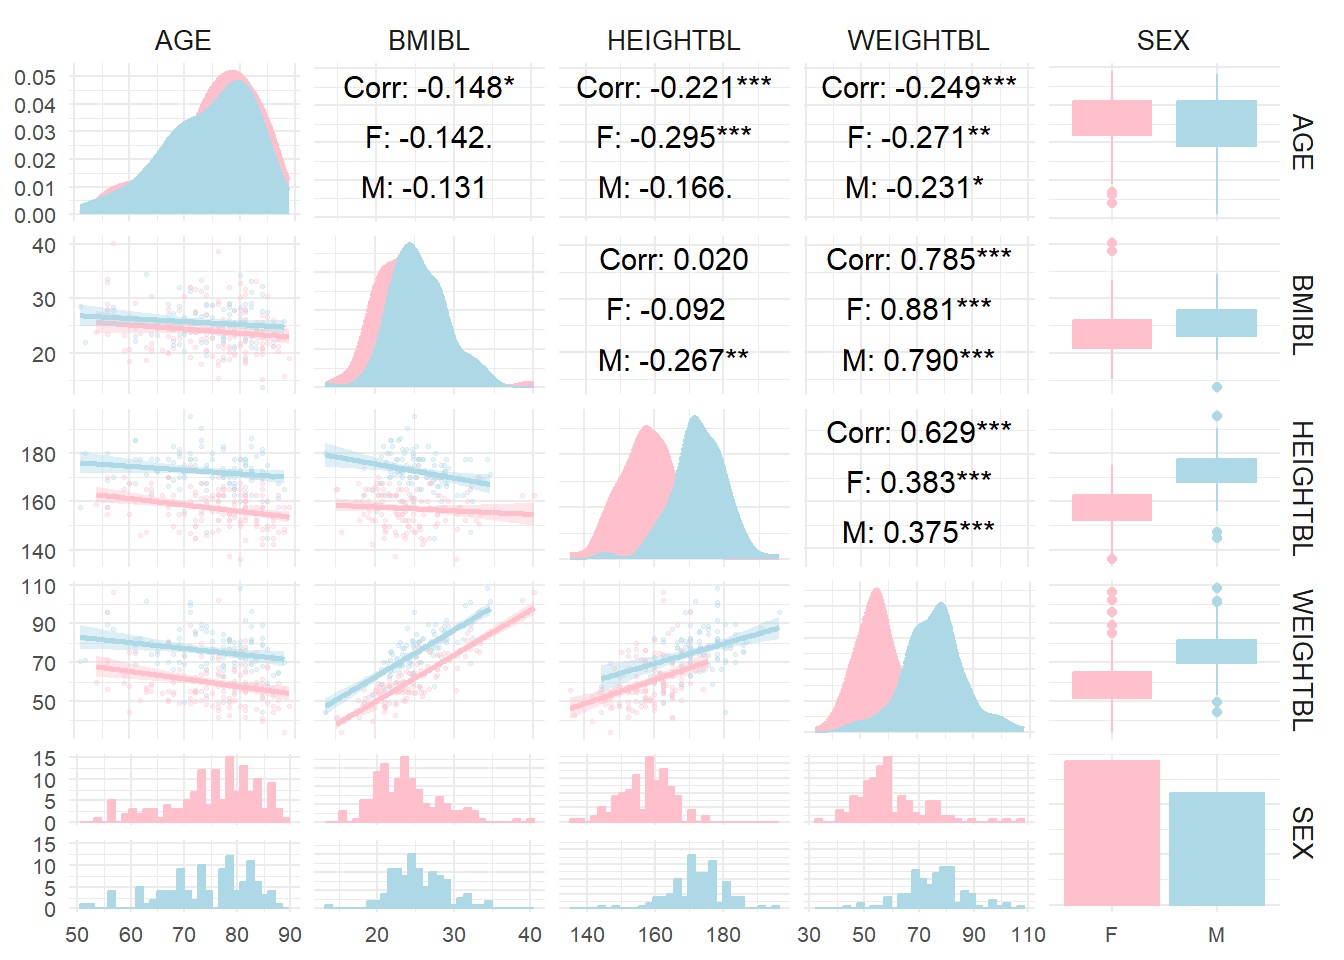 AGE BMIBL HEIGHTBL WEIGHTBL SEX
0.05
0.04
0.03
0.02
0.01
0.00
Corr: -0.148*
F: -0.142.
M: -0.131
Corr: -0.221***
F: -0.295***
M: -0.166.
Corr: -0.249***
F: -0.271**
M: -0.231*
AGE
40
30
20
Corr: 0.020
F: -0.092
M: -0.267**
Corr: 0.785***
F: 0.881***
M: 0.790***
BMIBL
180
160
140
Corr: 0.629***
F: 0.383***
M: 0.375***
HEIGHTBL
110
90
70
50
WEIGHTBL
15
10
5
0
15
10
5
0
SEX
50 60 70 80 90 20 30 40 140 160 180 30 50 70 90 110 F M